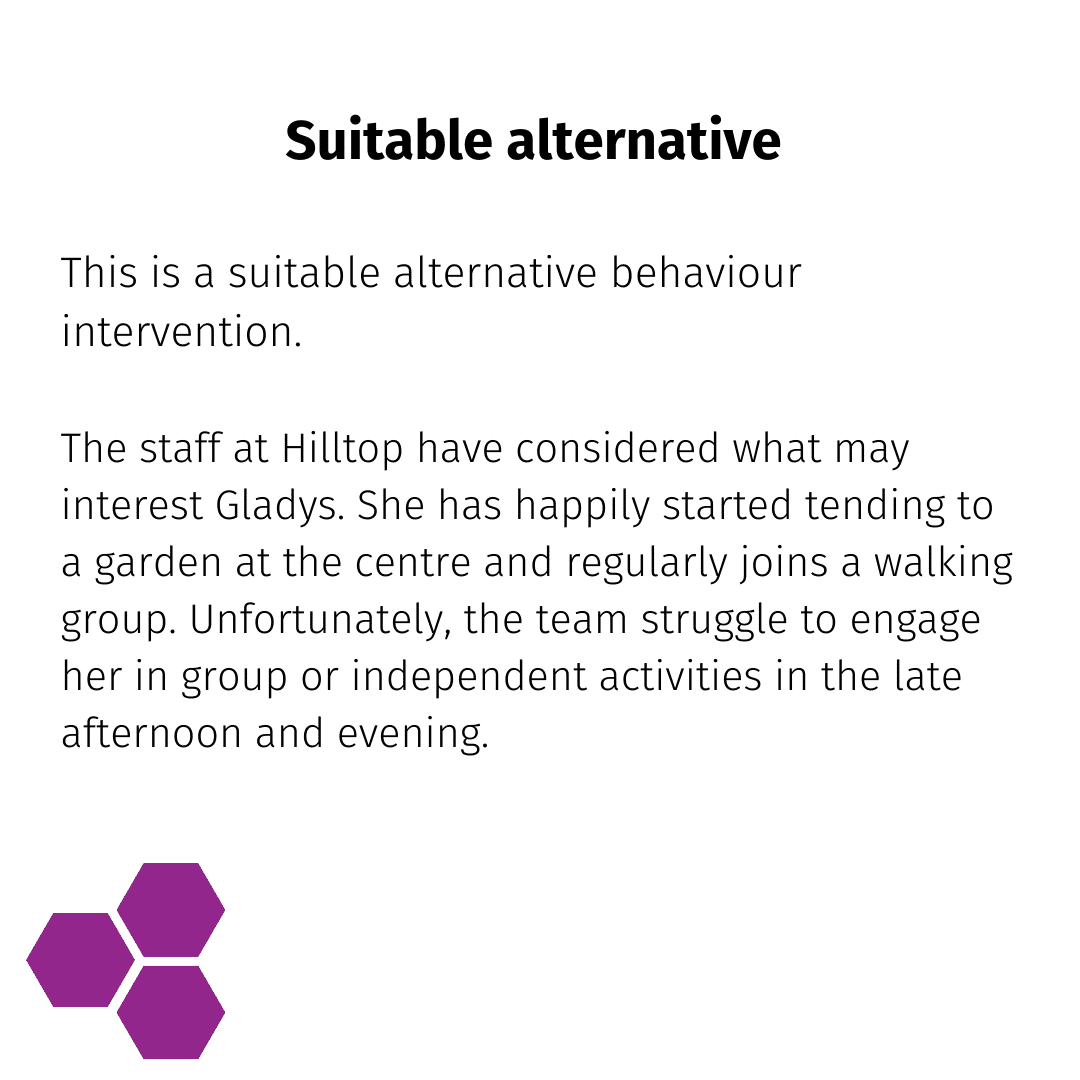 Suitable alternative
This is a suitable alternative behaviour
intervention.
The staff at Hilltop have considered what may
interest Gladys. She has happily started tending to
a garden at the centre and regularly joins a walking
group. Unfortunately, the team struggle to engage
her in group or independent activities in the late
afternoon and evening.